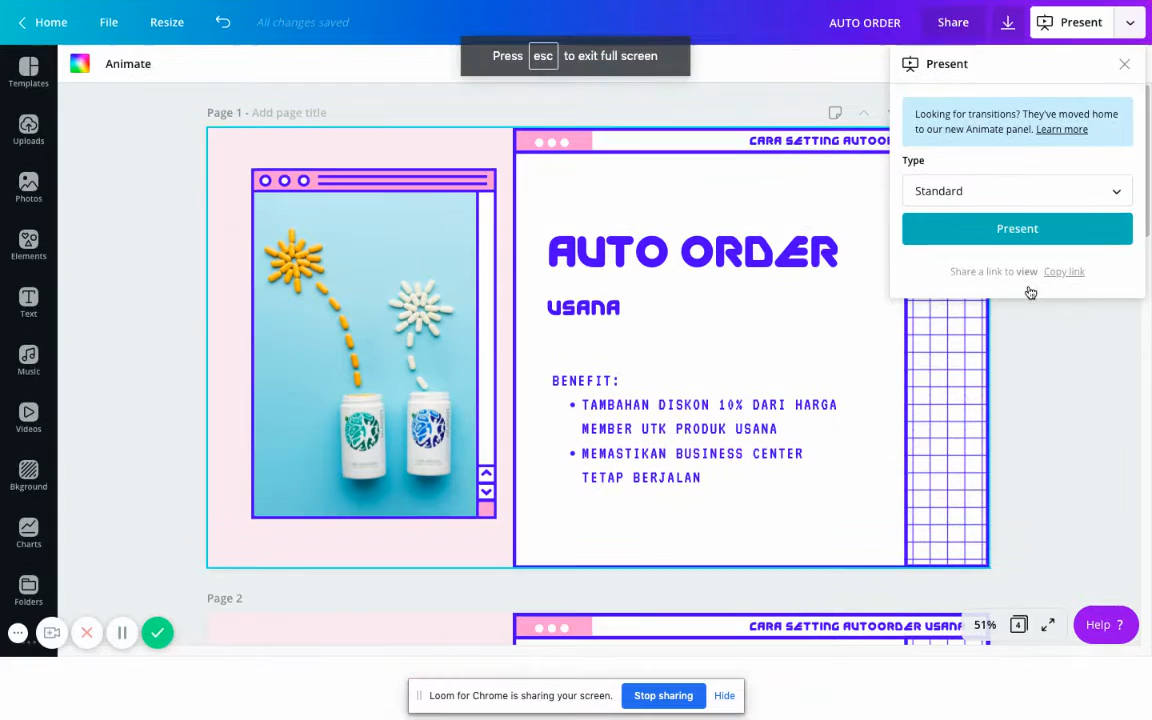 Home
File
Resize
All changes saved
AUTO ORDER
Share
Present
Press esc to exit full screen
Animate
Present
Looking for transitions? They've moved home
to our new Animate panel. Learn more
Type
Standard
Present
Share a link to view Copy link
Templates
Uploads
Photos
Elements
Text
Music
Videos
Bkground
Charts
Folders
Page 1 - Add page title
CARA SETTING AUTOOR
AUTO ORDER
USANA
BENEFIT:
• TAMBAHAN DISKON 10% DARI HARGA
MEMBER UTK PRODUK USANA
• MEMASTIKAN BUSINESS CENTER
TETAP BERJALAN
Page 2
CARA SETTING AUTOORDER USANA
51%
4
Help ?
Loom for Chrome is sharing your screen.
Stop sharing
Hide